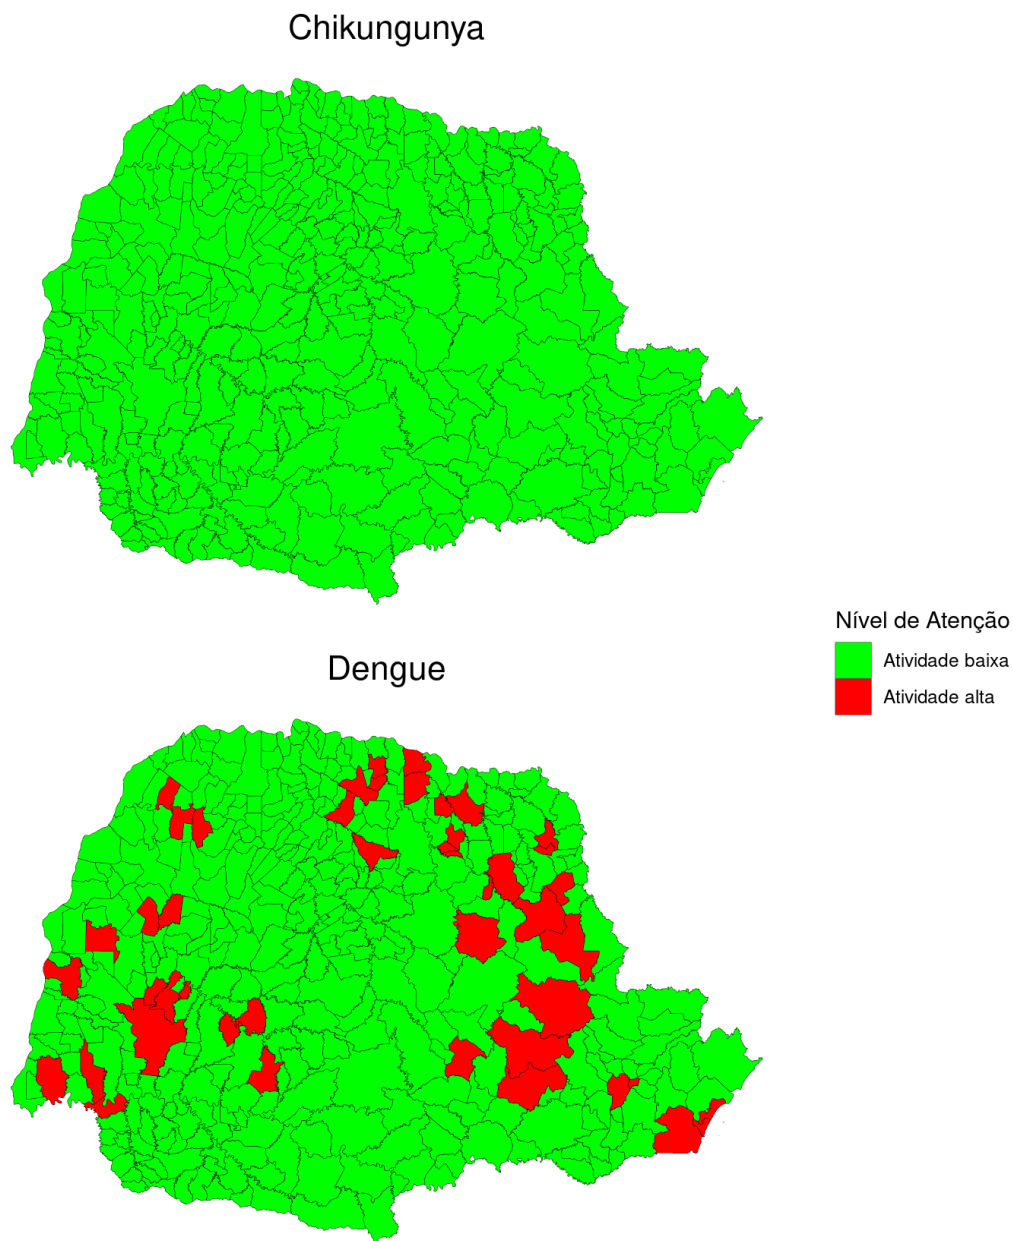 Chikungunya
Nível de Atenção
Atividade baixa
Atividade alta
Dengue